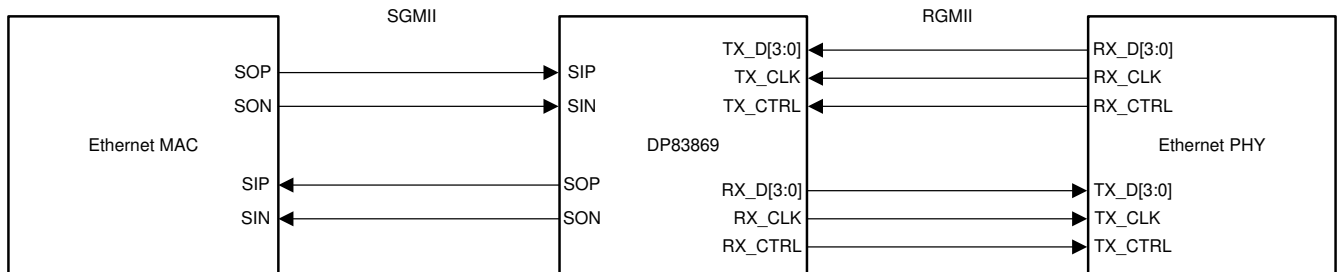 SGMII
RGMII
SOP
SON
Ethernet MAC
SIP
SIN
SIP
SIN
DP83869
SOP
SON
TX_D[3:0]
TX_CLK
TX_CTRL
RX_D[3:0]
RX_CLK
RX_CTRL
RX_D[3:0]
RX_CLK
RX_CTRL
Ethernet PHY
TX_D[3:0]
TX_CLK
TX_CTRL